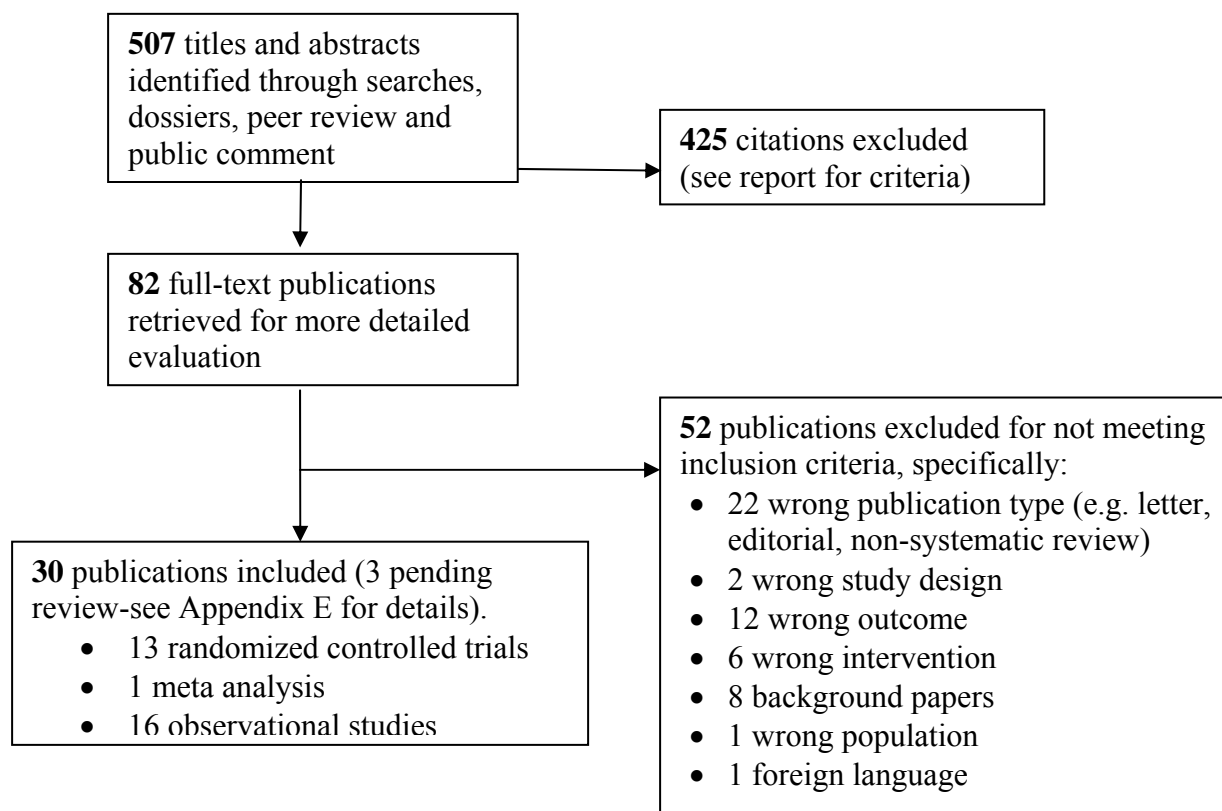 507 titles and abstracts
identified through searches,
dossiers, peer review and
public comment
425 citations excluded
(see report for criteria)
82 full-text publications
retrieved for more detailed
evaluation
52 publications excluded for not meeting
inclusion criteria, specifically:
• 22 wrong publication type (e.g. letter,
editorial, non-systematic review)
• 2 wrong study design
• 12 wrong outcome
• 6 wrong intervention
• 8 background papers
• 1 wrong population
• 1 foreign language
30 publications included (3 pending
review-see Appendix E for details).
• 13 randomized controlled trials
• 1 meta analysis
• 16 observational studies